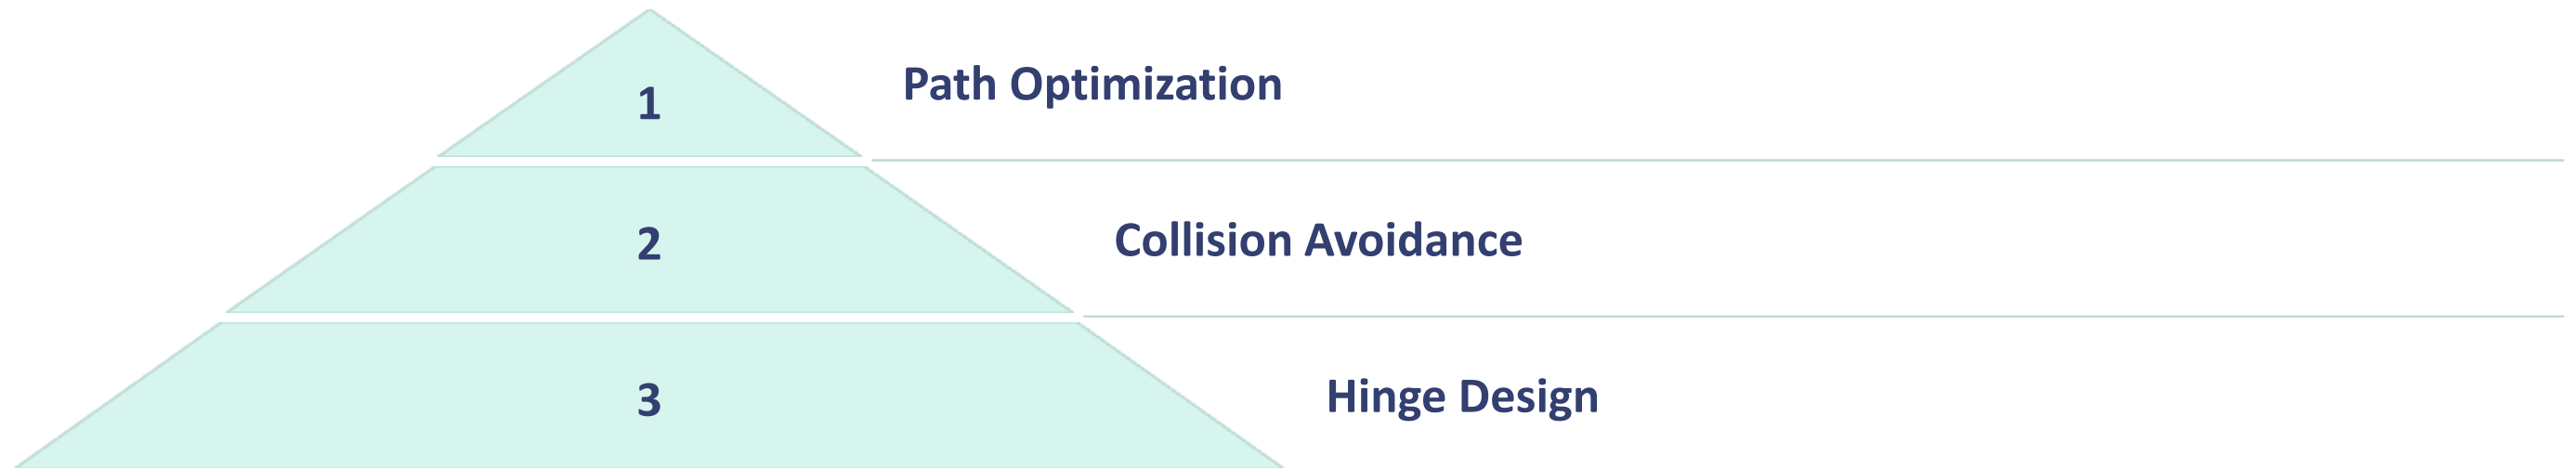 1
Path Optimization
2
Collision Avoidance
3
Hinge Design